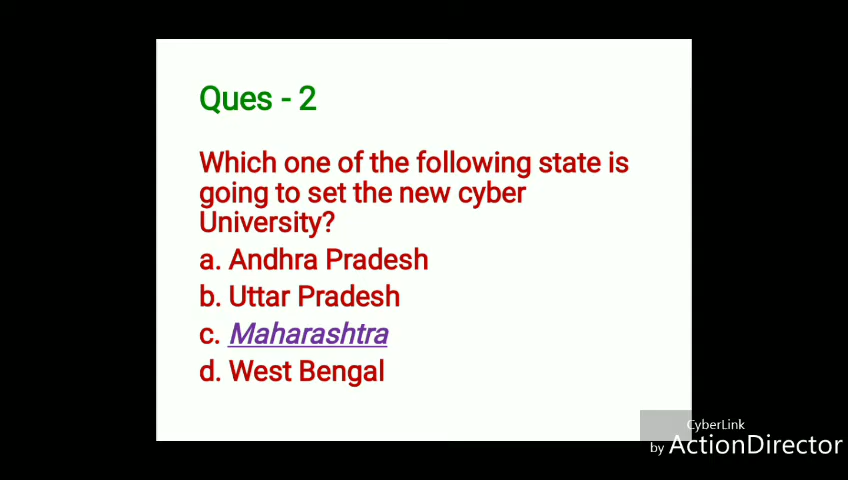 Ques - 2
Which one of the following state is
going to set the new cyber
University?
a. Andhra Pradesh
b. Uttar Pradesh
c. Maharashtra
d. West Bengal
CyberLink
by ActionDirector